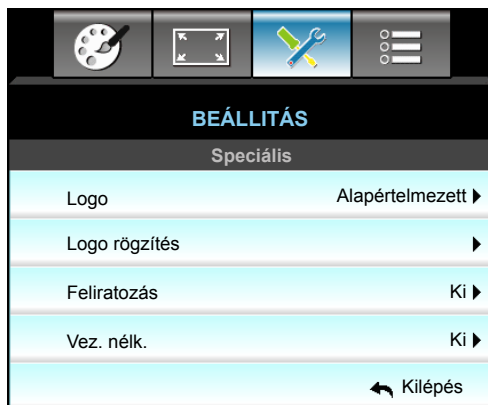 BEÁLLITÁS
Speciális
Logo Alapértelmezett
Logo rögzítés
Feliratozás Ki
Vez. nélk. Ki
Kilépés